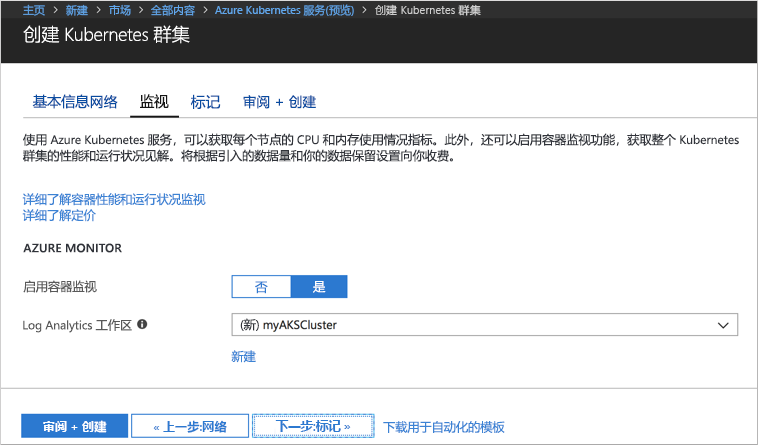 主页 > 新建 > 市场 > 全部内容 > Azure Kubernetes 服务(预览) > 创建 Kubernetes 群集
创建 Kubernetes 群集
基本信息网络 监视 标记 审阅 + 创建
使用 Azure Kubernetes 服务，可以获取每个节点的 CPU 和内存使用情况指标。此外，还可以启用容器监视功能，获取整个 Kubernetes
群集的性能和运行状况见解。将根据引入的数据量和你的数据保留设置向你收费。
详细了解容器性能和运行状况监视
详细了解定价
AZURE MONITOR
启用容器监视 否 是
Log Analytics 工作区 (新) myAKSCluster
新建
审阅 + 创建 « 上一步:网络 下一步:标记 » 下载用于自动化的模板